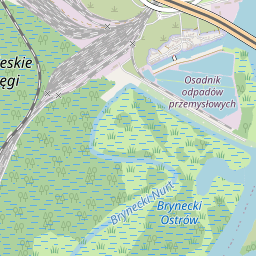 eskie
ęgi
Osadnik
odpadów
przemysłowych
Brynecki Nurt
Brynecki
Ostrów